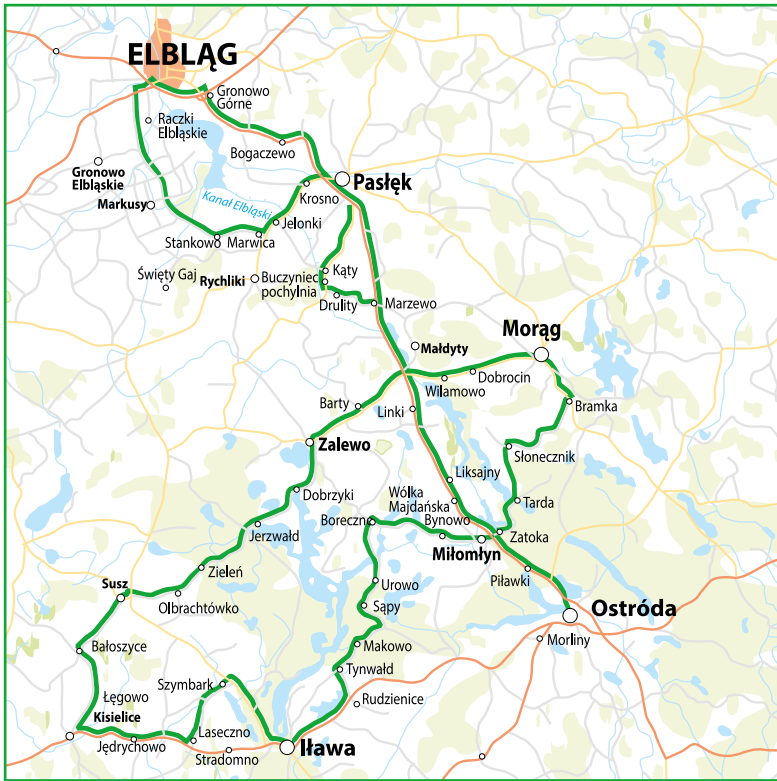 ELBLĄG
Gronowo
Górne
Raczki
Elbląskie
Bogaczewo
Gronowo
Elbląskie
Pasłęk
Krosno
Markusy
Kanał Elbląski
Jelonki
Stankowo
Marwica
Święty Gaj
Rychliki
Buczyniec
pochylnia
Kąty
Drulity
Marzewo
Morąg
Małdyty
Dobrocin
Wilamowo
Barty
Linki
Bramka
Zalewo
Słonecznik
Liksajny
Dobrzyki
Wólka
Majdańska
Tarda
Boreczno
Bynowo
Jerzwałd
Zatoka
Miłomłyn
Zieleń
Piławki
Susz
Urowo
Olbrachtówko
Sąpy
Ostróda
Makowo
Morliny
Bałoszyce
Tynwałd
Szymbark
Łęgowo
Rudzienice
Kisielice
Laseczno
Jędrychowo
Iława
Stradomno